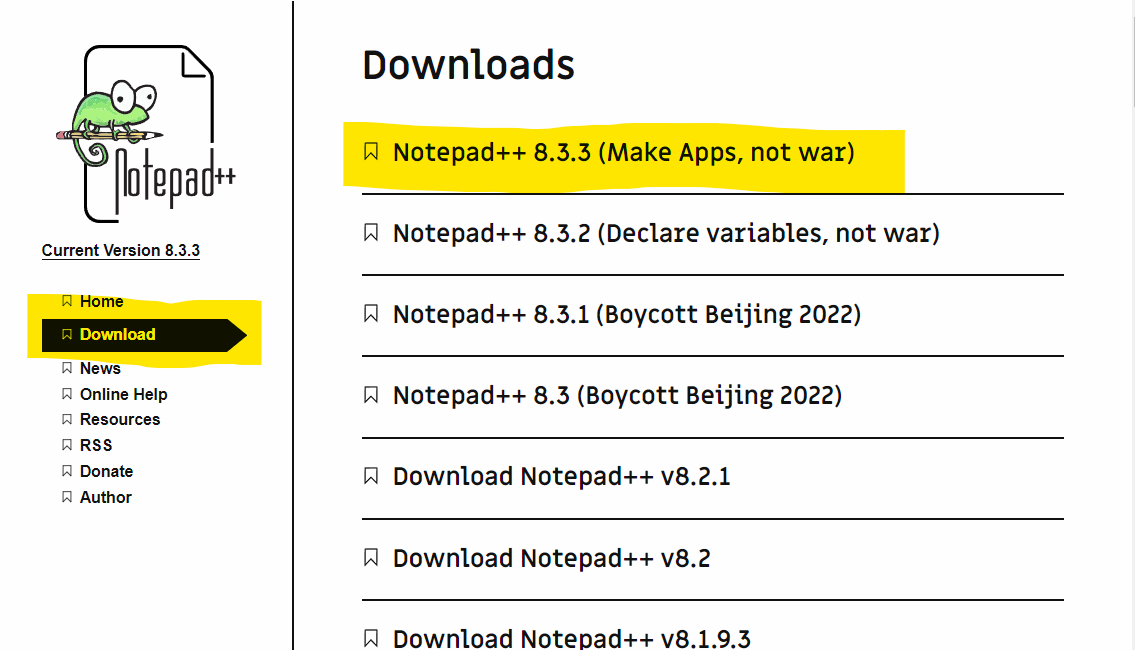 Notepad++
Current Version 8.3.3
Home
Download
News
Online Help
Resources
RSS
Donate
Author
Downloads
Notepad++ 8.3.3 (Make Apps, not war)
Notepad++ 8.3.2 (Declare variables, not war)
Notepad++ 8.3.1 (Boycott Beijing 2022)
Notepad++ 8.3 (Boycott Beijing 2022)
Download Notepad++ v8.2.1
Download Notepad++ v8.2
Download Notepad++ v8.1.9.3